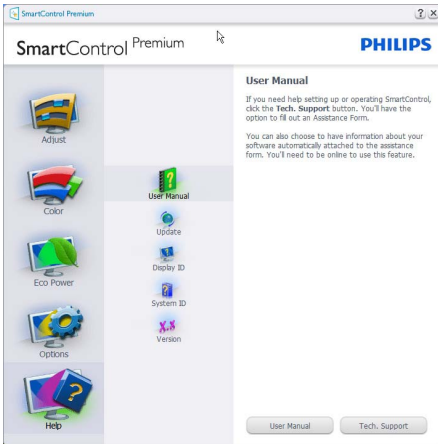 SmartControl Premium
SmartControl Premium
PHILIPS
Adjust
Color
Eco Power
Options
Help
User Manual
Update
Display ID
System ID
X.X
Version
User Manual
If you need help setting up or operating SmartControl,
click the Tech. Support button. You'll have the
option to fill out an Assistance Form.
You can also choose to have information about your
software automatically attached to the assistance
form. You'll need to be online to use this feature.
User Manual
Tech. Support